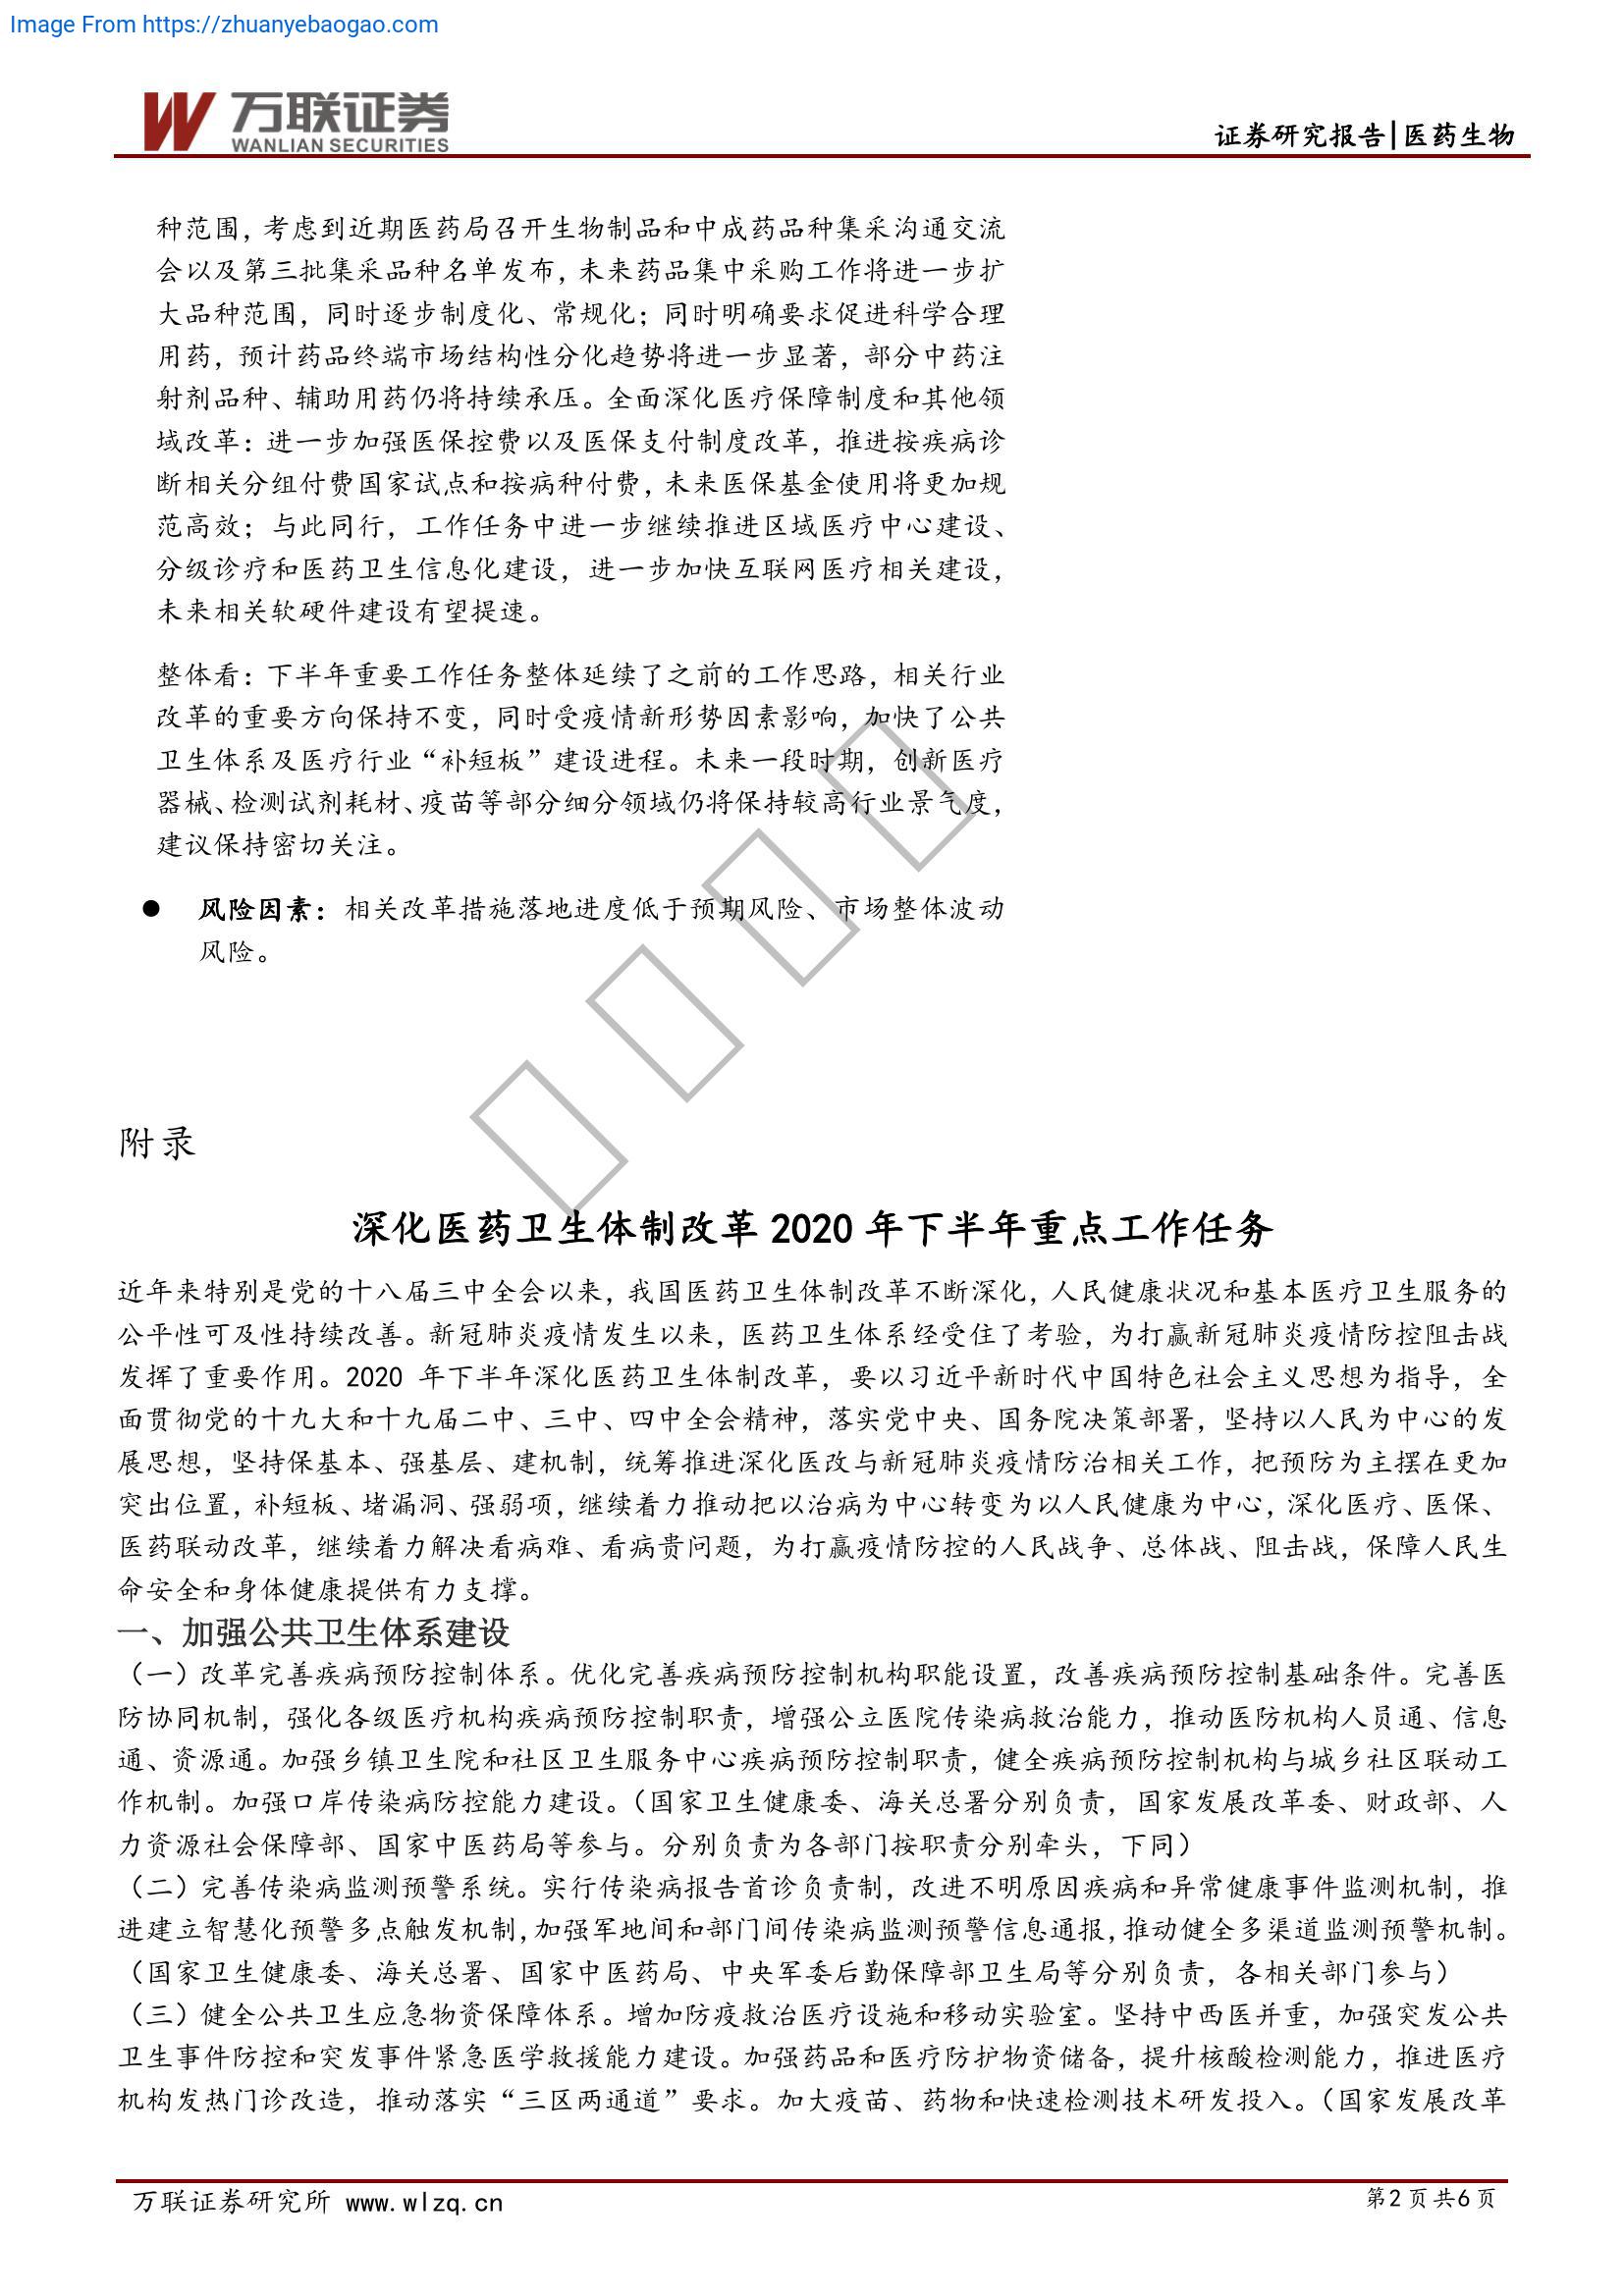 Image From https://zhuanyebaogao.com
万联证券
WANLIAN SECURITIES
证券研究报告|医药生物
种范围，考虑到近期医药局召开生物制品和中成药品种集采沟通交流
会以及第三批集采品种名单发布，未来药品集中采购工作将进一步扩
大品种范围，同时逐步制度化、常规化；同时明确要求促进科学合理
用药，预计药品终端市场结构性分化趋势将进一步显著，部分中药注
射剂品种、辅助用药仍将持续承压。全面深化医疗保障制度和其他领
域改革：进一步加强医保控费以及医保支付制度改革，推进按疾病诊
断相关分组付费国家试点和按病种付费，未来医保基金使用将更加规
范高效；与此同行，工作任务中进一步继续推进区域医疗中心建设、
分级诊疗和医药卫生信息化建设，进一步加快互联网医疗相关建设，
未来相关软硬件建设有望提速。
整体看：下半年重要工作任务整体延续了之前的工作思路，相关行业
改革的重要方向保持不变，同时受疫情新形势因素影响，加快了公共
卫生体系及医疗行业“补短板”建设进程。未来一段时期，创新医疗
器械、检测试剂耗材、疫苗等部分细分领域仍将保持较高行业景气度，
建议保持密切关注。
● 风险因素：相关改革措施落地进度低于预期风险、市场整体波动
风险。
附录
深化医药卫生体制改革 2020 年下半年重点工作任务
近年来特别是党的十八届三中全会以来，我国医药卫生体制改革不断深化，人民健康状况和基本医疗卫生服务的
公平性可及性持续改善。新冠肺炎疫情发生以来，医药卫生体系经受住了考验，为打赢新冠肺炎疫情防控阻击战
发挥了重要作用。2020 年下半年深化医药卫生体制改革，要以习近平新时代中国特色社会主义思想为指导，全
面贯彻党的十九大和十九届二中、三中、四中全会精神，落实党中央、国务院决策部署，坚持以人民为中心的发
展思想，坚持保基本、强基层、建机制，统筹推进深化医改与新冠肺炎疫情防治相关工作，把预防为主摆在更加
突出位置，补短板、堵漏洞、强弱项，继续着力推动把以治病为中心转变为以人民健康为中心，深化医疗、医保、
医药联动改革，继续着力解决看病难、看病贵问题，为打赢疫情防控的人民战争、总体战、阻击战，保障人民生
命安全和身体健康提供有力支撑。
一、加强公共卫生体系建设
（一）改革完善疾病预防控制体系。优化完善疾病预防控制机构职能设置，改善疾病预防控制基础条件。完善医
防协同机制，强化各级医疗机构疾病预防控制职责，增强公立医院传染病救治能力，推动医防机构人员通、信息
通、资源通。加强乡镇卫生院和社区卫生服务中心疾病预防控制职责，健全疾病预防控制机构与城乡社区联动工
作机制。加强口岸传染病防控能力建设。（国家卫生健康委、海关总署分别负责，国家发展改革委、财政部、人
力资源社会保障部、国家中医药局等参与。分别负责为各部门按职责分别牵头，下同）
（二）完善传染病监测预警系统。实行传染病报告首诊负责制，改进不明原因疾病和异常健康事件监测机制，推
进建立智慧化预警多点触发机制，加强军地间和部门间传染病监测预警信息通报，推动健全多渠道监测预警机制。
（国家卫生健康委、海关总署、国家中医药局、中央军委后勤保障部卫生局等分别负责，各相关部门参与）
（三）健全公共卫生应急物资保障体系。增加防疫救治医疗设施和移动实验室。坚持中西医并重，加强突发公共
卫生事件防控和突发事件紧急医学救援能力建设。加强药品和医疗防护物资储备，提升核酸检测能力，推进医疗
机构发热门诊改造，推动落实“三区两通道”要求。加大疫苗、药物和快速检测技术研发投入。（国家发展改革
万联证券研究所 www.wlzq.cn
第2页共6页